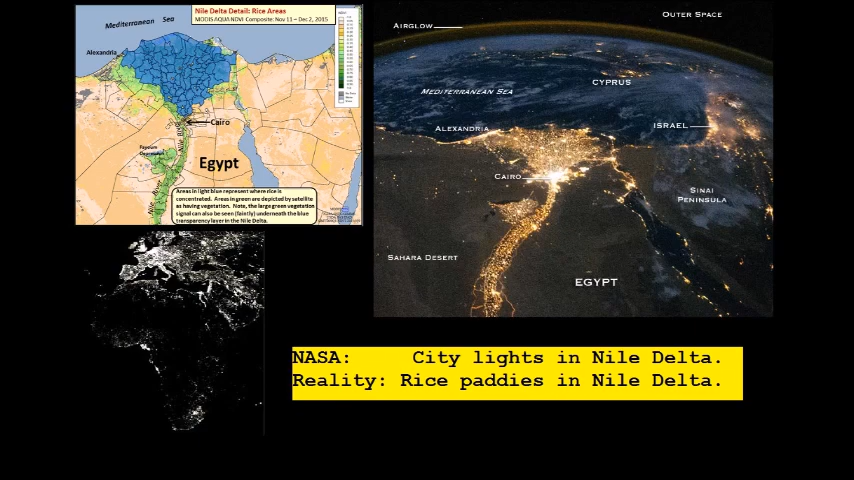 Nile Delta Detail: Rice Areas
MODIS AQUA NDVI Composite: Nov 11 – Dec 2, 2015
Mediterranean Sea
Alexandria
Cairo
Nile River
Fayoum
Depression
Egypt
Areas in light blue represent where rice is
concentrated. Areas in green are depicted by satellite
as having vegetation. Note, the large green vegetation
signal can also be seen (faintly) underneath the blue
transparency layer in the Nile Delta.
AIRGLOW
OUTER SPACE
CYPRUS
MEDITERRANEAN SEA
ALEXANDRIA
ISRAEL
CAIRO
SINAI
PENINSULA
SAHARA DESERT
EGYPT
NASA: City lights in Nile Delta.
Reality: Rice paddies in Nile Delta.